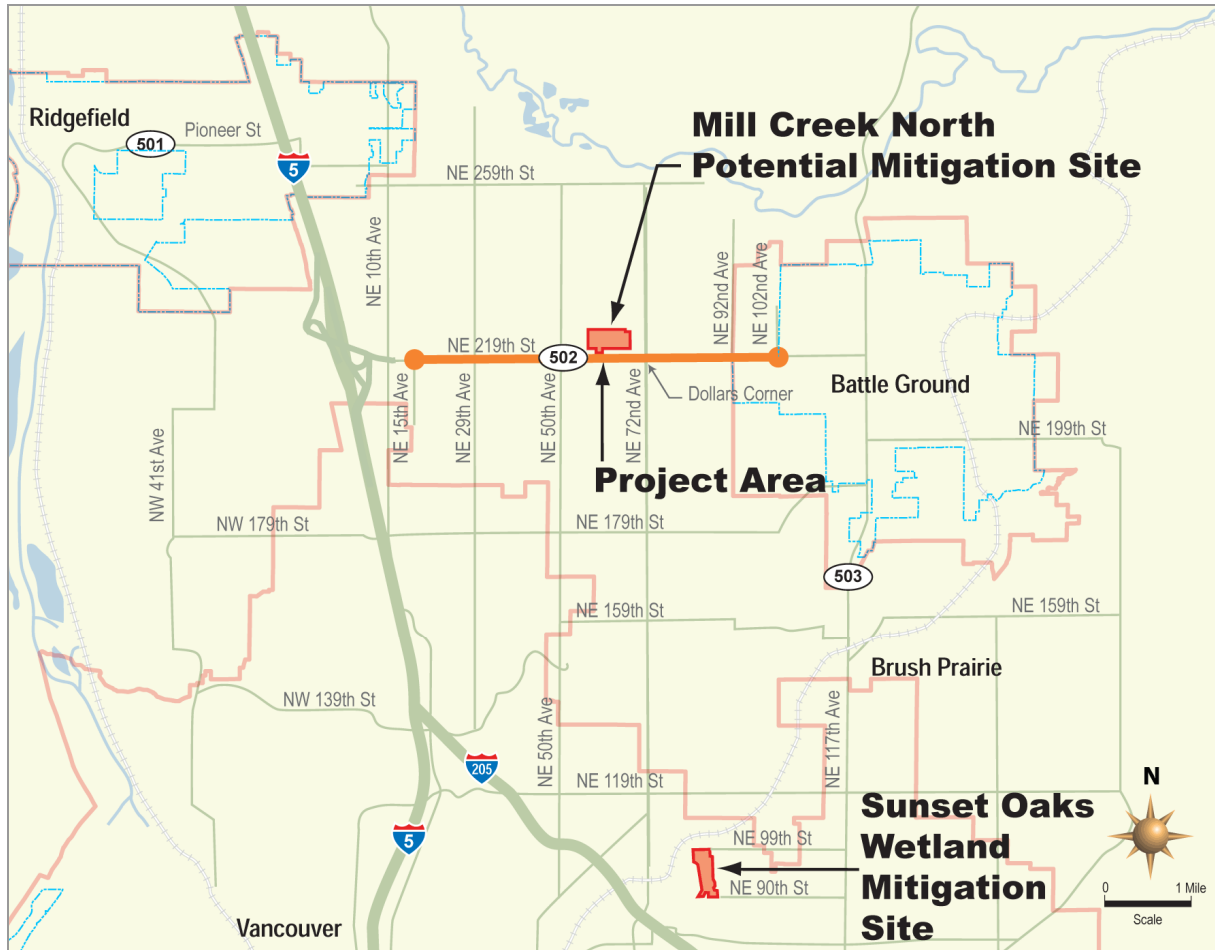 Ridgefield
Pioneer St
501
5
Mill Creek North
Potential Mitigation Site
NE 259th St
NE 10th Ave
NE 92nd Ave
NE 102nd Ave
NE 219th St
502
Dollars Corner
Battle Ground
NE 15th Ave
NE 29th Ave
NE 50th Ave
NE 72nd Ave
Project Area
NE 199th St
NW 41st Ave
NW 179th St
NE 179th St
503
NE 159th St
NE 159th St
Brush Prairie
NW 139th St
NE 50th Ave
NE 117th Ave
205
NE 119th St
5
Sunset Oaks
Wetland
Mitigation
Site
NE 99th St
NE 90th St
Vancouver
N
0 1 Mile
Scale